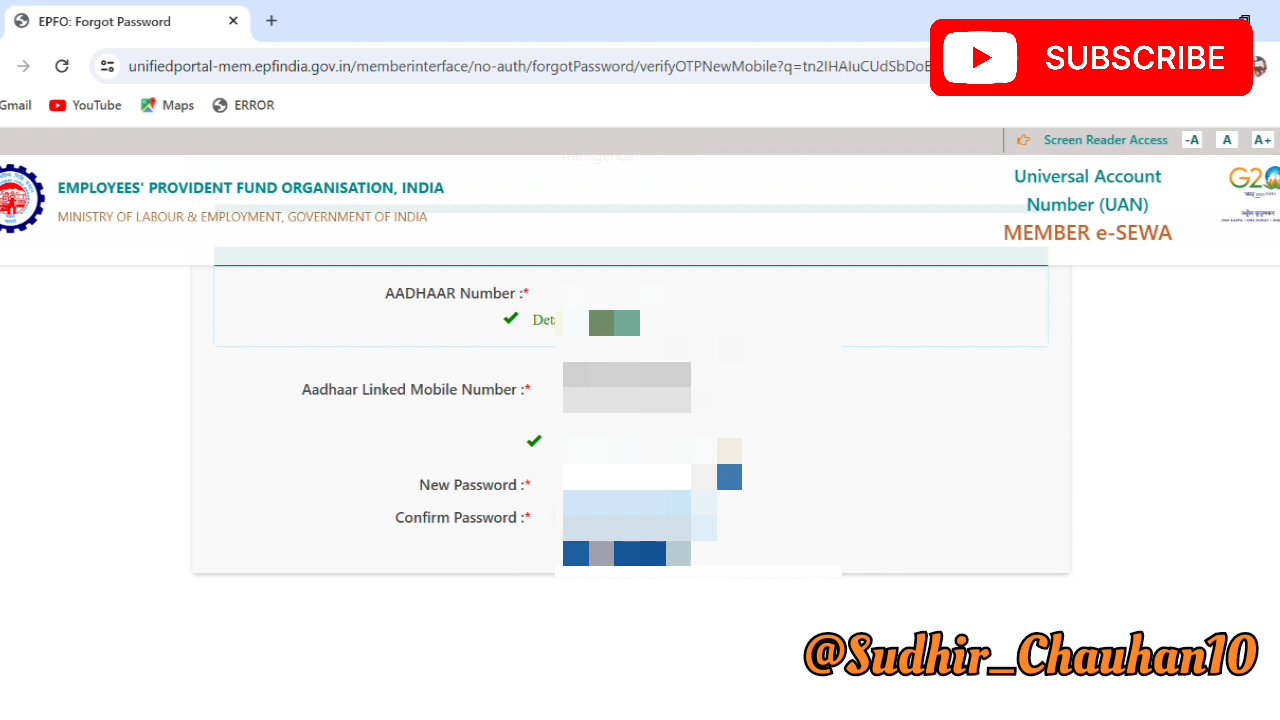 EPFO: Forgot Password
SUBSCRIBE
unifiedportal-mem.epfindia.gov.in/memberinterface/no-auth/forgotPassword/verifyOTPNewMobile?q=tn2IHAIuCUdSbDoE
Gmail YouTube Maps ERROR
Screen Reader Access -A A A+
Transgender
EMPLOYEES' PROVIDENT FUND ORGANISATION, INDIA
MINISTRY OF LABOUR & EMPLOYMENT, GOVERNMENT OF INDIA
Universal Account
Number (UAN)
MEMBER e-SEWA
G20
AADHAAR Number :*
Aadhaar Linked Mobile Number :*
New Password :*
Confirm Password :*
@Sudhir_Chauhan10